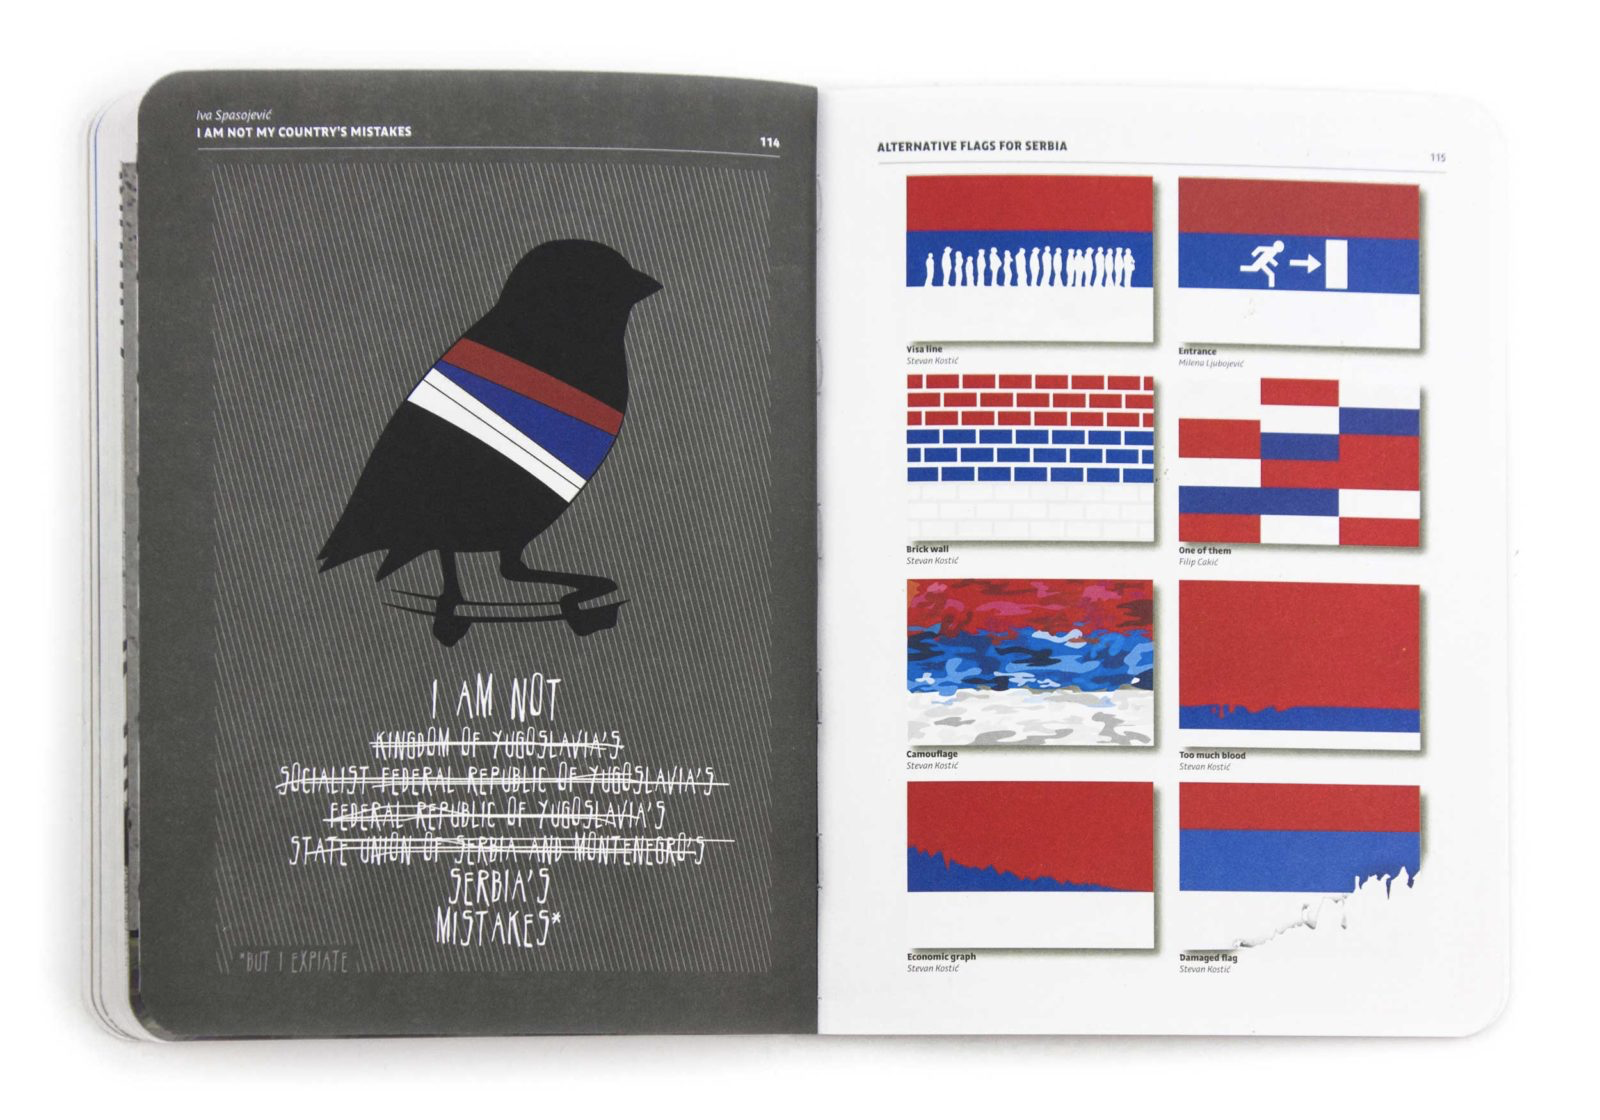 Iva Spasojević
I AM NOT MY COUNTRY'S MISTAKES
114
I AM NOT
KINGDOM OF YUGOSLAVIA'S
SOCIALIST FEDERAL REPUBLIC OF YUGOSLAVIA'S
FEDERAL REPUBLIC OF YUGOSLAVIA'S
STATE UNION OF SERBIA AND MONTENEGRO'S
SERBIA'S
MISTAKES*
*BUT I EXPIATE
ALTERNATIVE FLAGS FOR SERBIA
115
Visa line
Stevan Kostić
Entrance
Milena Ljubojević
Brick wall
Stevan Kostić
One of them
Filip Cakić
Camouflage
Stevan Kostić
Too much blood
Stevan Kostić
Economic graph
Stevan Kostić
Damaged flag
Stevan Kostić